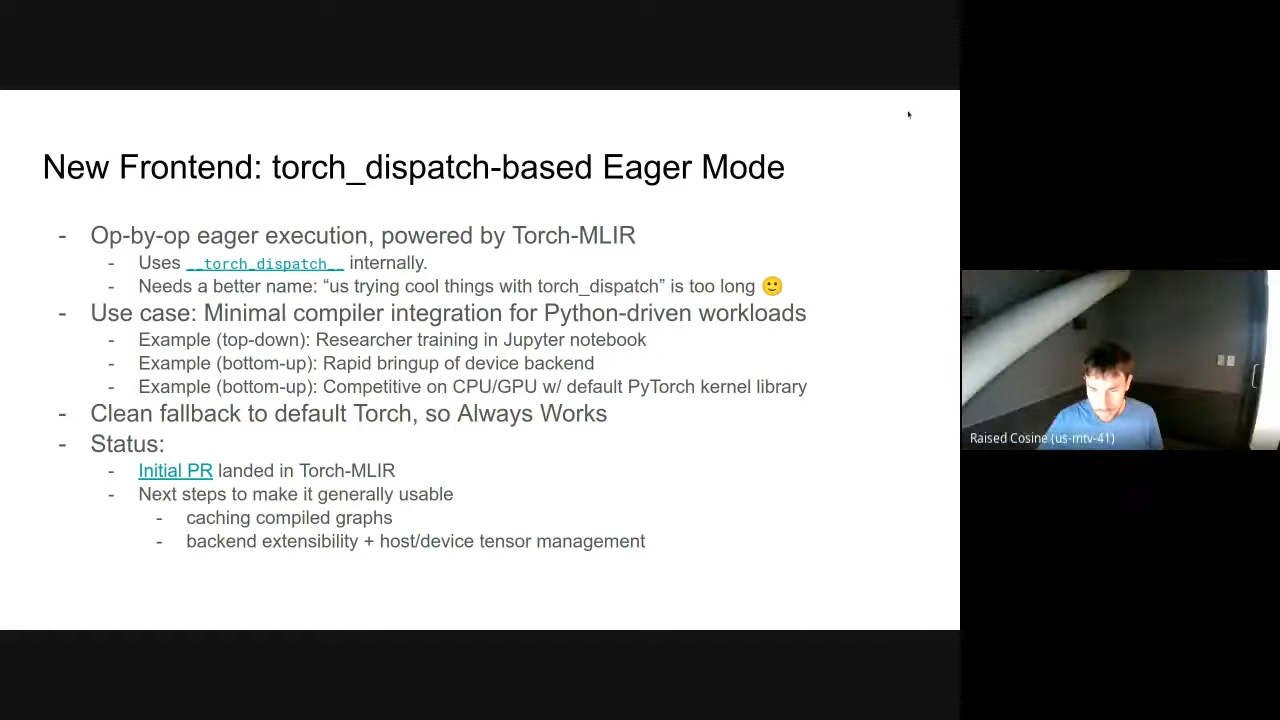 New Frontend: torch_dispatch-based Eager Mode
- Op-by-op eager execution, powered by Torch-MLIR
- Uses __torch_dispatch__ internally.
- Needs a better name: “us trying cool things with torch_dispatch” is too long 🙂
- Use case: Minimal compiler integration for Python-driven workloads
- Example (top-down): Researcher training in Jupyter notebook
- Example (bottom-up): Rapid bringup of device backend
- Example (bottom-up): Competitive on CPU/GPU w/ default PyTorch kernel library
- Clean fallback to default Torch, so Always Works
- Status:
- Initial PR landed in Torch-MLIR
- Next steps to make it generally usable
- caching compiled graphs
- backend extensibility + host/device tensor management
Raised Cosine (us-mtv-41)